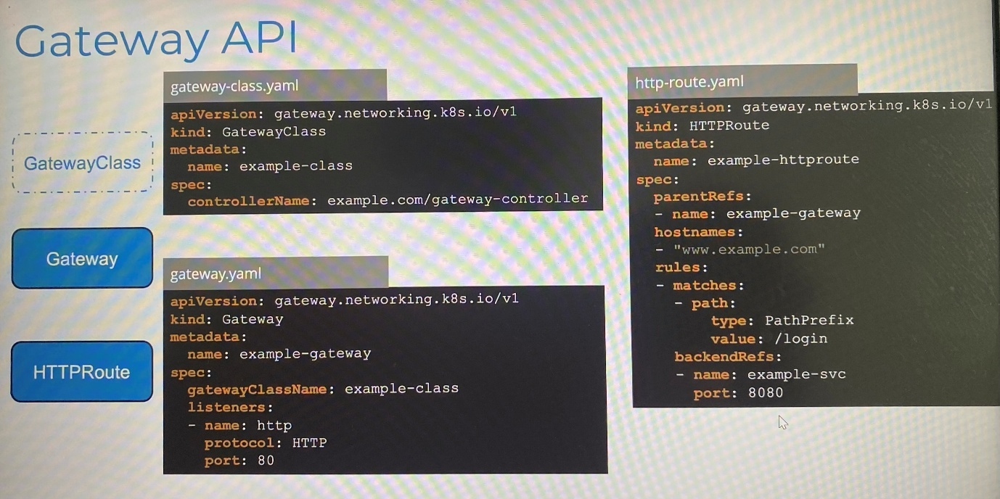 Gateway API
GatewayClass
Gateway
HTTPRoute
gateway-class.yaml
apiVersion: gateway.networking.k8s.io/v1
kind: GatewayClass
metadata:
  name: example-class
spec:
  controllerName: example.com/gateway-controller
gateway.yaml
apiVersion: gateway.networking.k8s.io/v1
kind: Gateway
metadata:
  name: example-gateway
spec:
  gatewayClassName: example-class
  listeners:
  - name: http
    protocol: HTTP
    port: 80
http-route.yaml
apiVersion: gateway.networking.k8s.io/v1
kind: HTTPRoute
metadata:
  name: example-httproute
spec:
  parentRefs:
  - name: example-gateway
  hostnames:
  - "www.example.com"
  rules:
  - matches:
    - path:
        type: PathPrefix
        value: /login
    backendRefs:
    - name: example-svc
      port: 8080